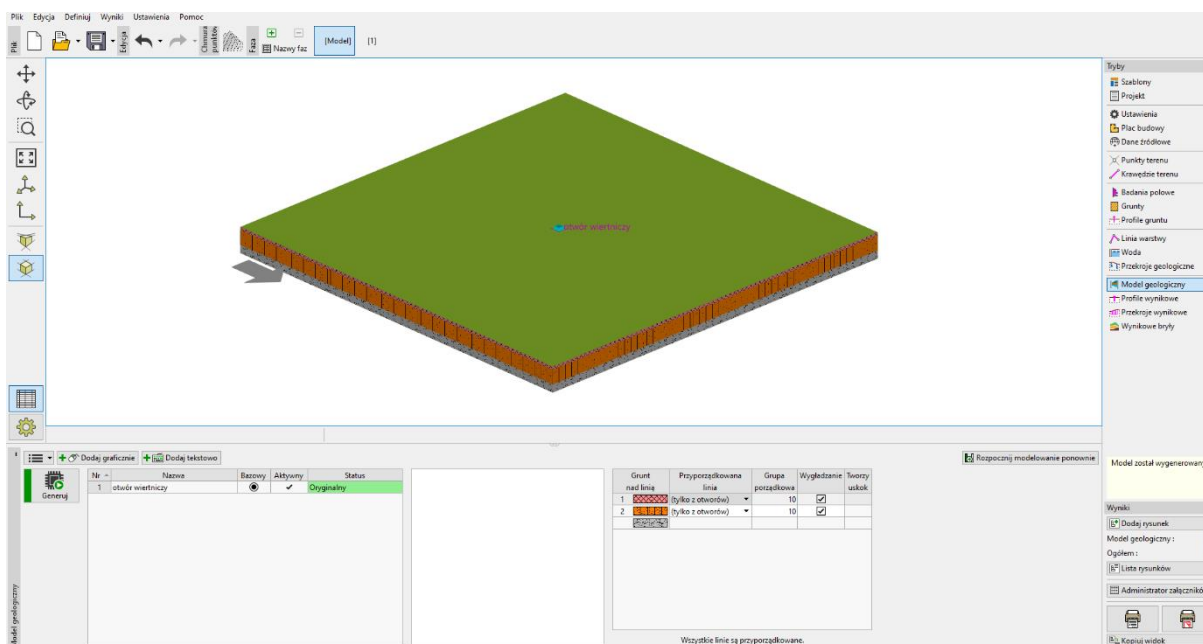 Plik Edycja Definiuj Wyniki Ustawienia Pomoc
Plik
Edycja
Chmura punktów
Faza
Nazwy faz
[Model] [1]
otwór wiertniczy
Tryby
Szablony
Projekt
Ustawienia
Plac budowy
Dane źródłowe
Punkty terenu
Krawędzie terenu
Badania polowe
Grunty
Profile gruntu
Linia warstwy
Woda
Przekroje geologiczne
Model geologiczny
Profile wynikowe
Przekroje wynikowe
Wynikowe bryły
Dodaj graficznie Dodaj tekstowo
Rozpocznij modelowanie ponownie
Generuj
Nr Nazwa Bazowy Aktywny Status
1 otwór wiertniczy Oryginalny
Grunt nad linią Przyporządkowana linia Grupa porządkowa Wygładzanie Tworzy uskok
1 (tylko z otworów) 10
2 (tylko z otworów) 10
Wszystkie linie są przyporządkowane.
Model geologiczny
Model został wygenerowany
Wyniki
Dodaj rysunek
Model geologiczny :
Ogółem :
Lista rysunków
Administrator załącznikó
Kopiuj widok